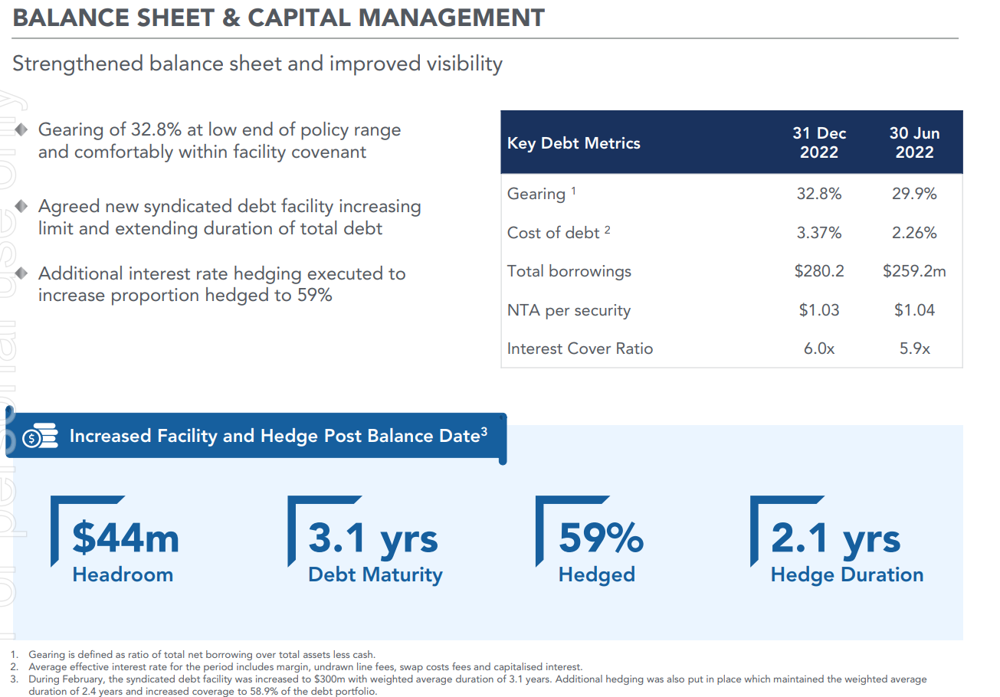 BALANCE SHEET & CAPITAL MANAGEMENT
Strengthened balance sheet and improved visibility
Gearing of 32.8% at low end of policy range
and comfortably within facility covenant
Agreed new syndicated debt facility increasing
limit and extending duration of total debt
Additional interest rate hedging executed to
increase proportion hedged to 59%
Key Debt Metrics 31 Dec 2022 30 Jun 2022
Gearing 1 32.8% 29.9%
Cost of debt 2 3.37% 2.26%
Total borrowings $280.2 $259.2m
NTA per security $1.03 $1.04
Interest Cover Ratio 6.0x 5.9x
Increased Facility and Hedge Post Balance Date3
$44m
Headroom
3.1 yrs
Debt Maturity
59%
Hedged
2.1 yrs
Hedge Duration
1. Gearing is defined as ratio of total net borrowing over total assets less cash.
2. Average effective interest rate for the period includes margin, undrawn line fees, swap costs fees and capitalised interest.
3. During February, the syndicated debt facility was increased to $300m with weighted average duration of 3.1 years. Additional hedging was also put in place which maintained the weighted average
duration of 2.4 years and increased coverage to 58.9% of the debt portfolio.
personal use only